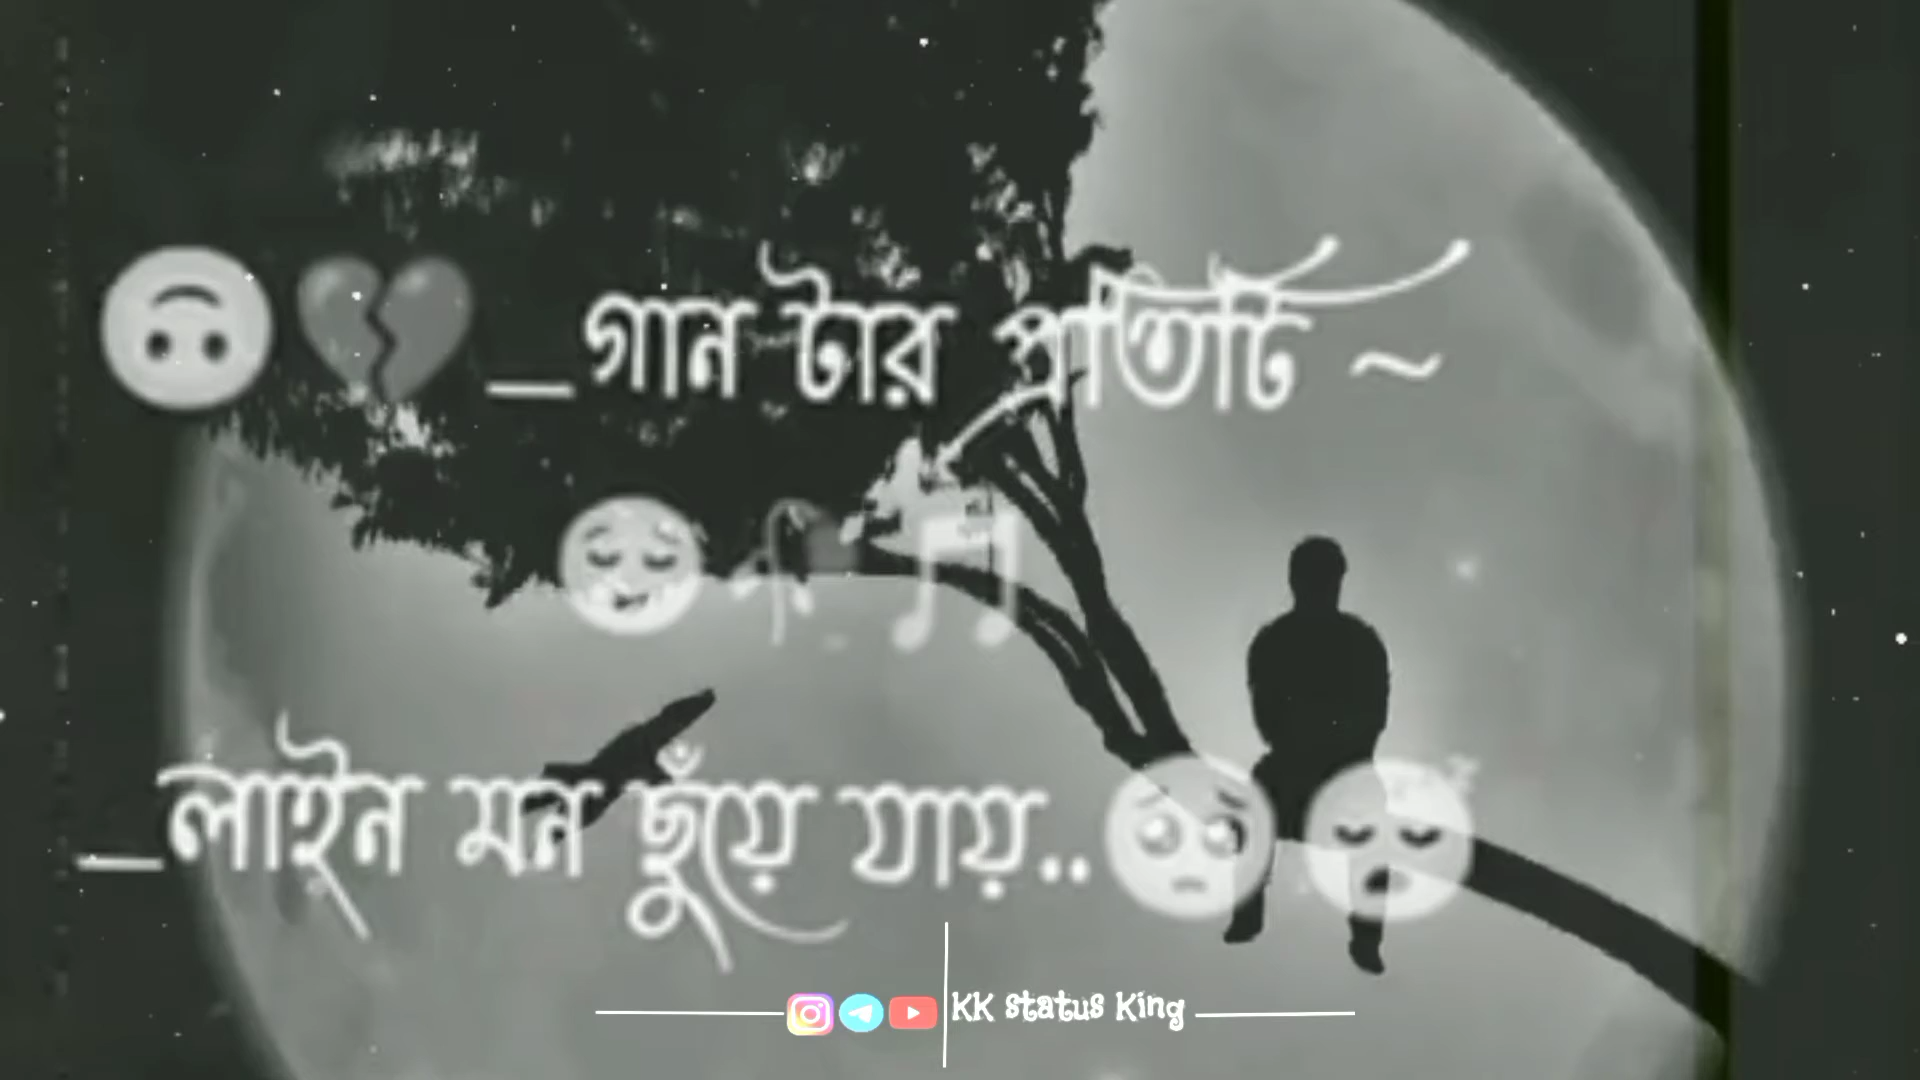 🙃💔_গান টার প্রতিটি ~
😌🥀🎵
_লাইন মন ছুঁয়ে যায়..🥺😴
KK Status King